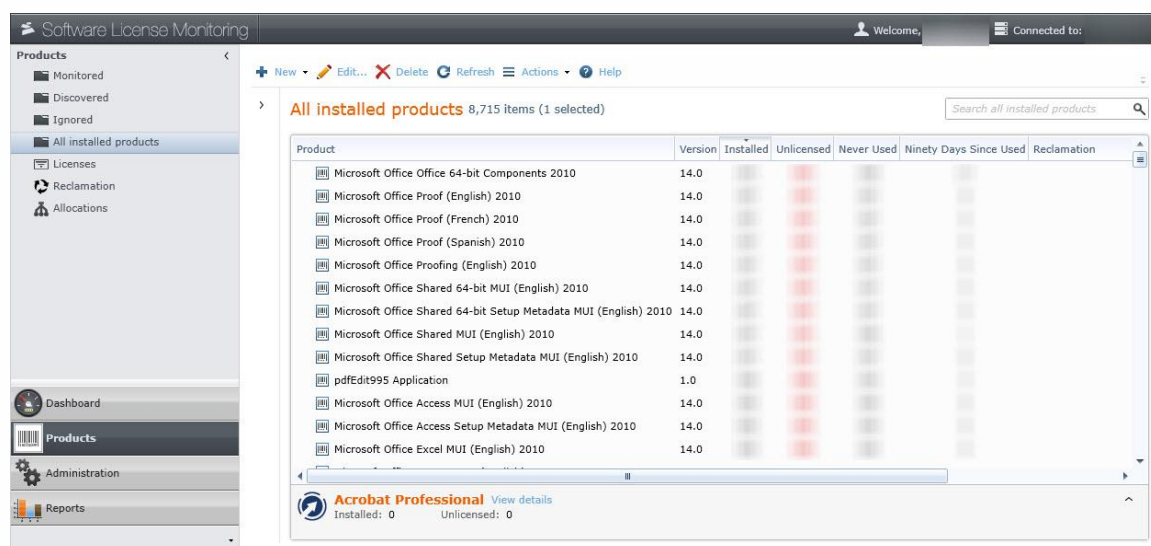 Software License Monitoring
Welcome,
Connected to:
Products
Monitored
Discovered
Ignored
All installed products
Licenses
Reclamation
Allocations
New Edit... Delete Refresh Actions Help
All installed products 8,715 items (1 selected)
Search all installed products
Product Version Installed Unlicensed Never Used Ninety Days Since Used Reclamation
Microsoft Office Office 64-bit Components 2010 14.0
Microsoft Office Proof (English) 2010 14.0
Microsoft Office Proof (French) 2010 14.0
Microsoft Office Proof (Spanish) 2010 14.0
Microsoft Office Proofing (English) 2010 14.0
Microsoft Office Shared 64-bit MUI (English) 2010 14.0
Microsoft Office Shared 64-bit Setup Metadata MUI (English) 2010 14.0
Microsoft Office Shared MUI (English) 2010 14.0
Microsoft Office Shared Setup Metadata MUI (English) 2010 14.0
pdfEdit995 Application 1.0
Microsoft Office Access MUI (English) 2010 14.0
Microsoft Office Access Setup Metadata MUI (English) 2010 14.0
Microsoft Office Excel MUI (English) 2010 14.0
Dashboard
Products
Administration
Reports
Acrobat Professional View details
Installed: 0 Unlicensed: 0